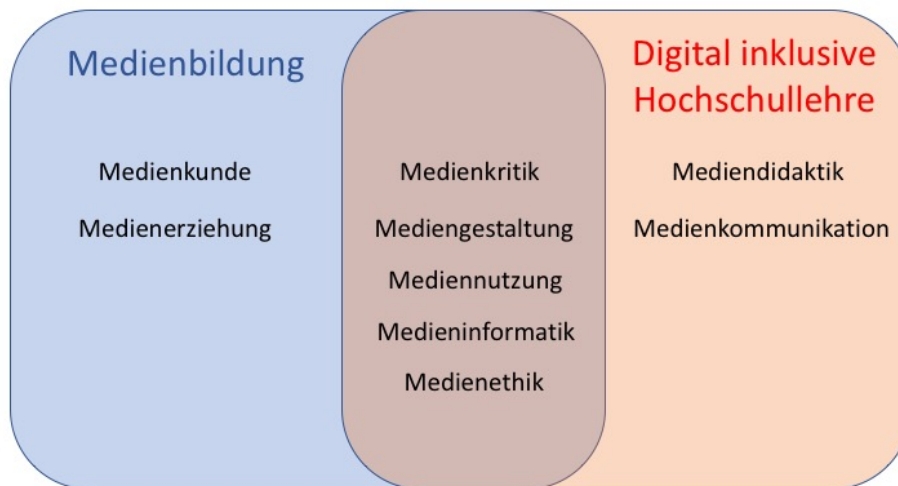 Medienbildung
Medienkunde
Medienerziehung
Medienkritik
Mediengestaltung
Mediennutzung
Medieninformatik
Medienethik
Digital inklusive
Hochschullehre
Mediendidaktik
Medienkommunikation